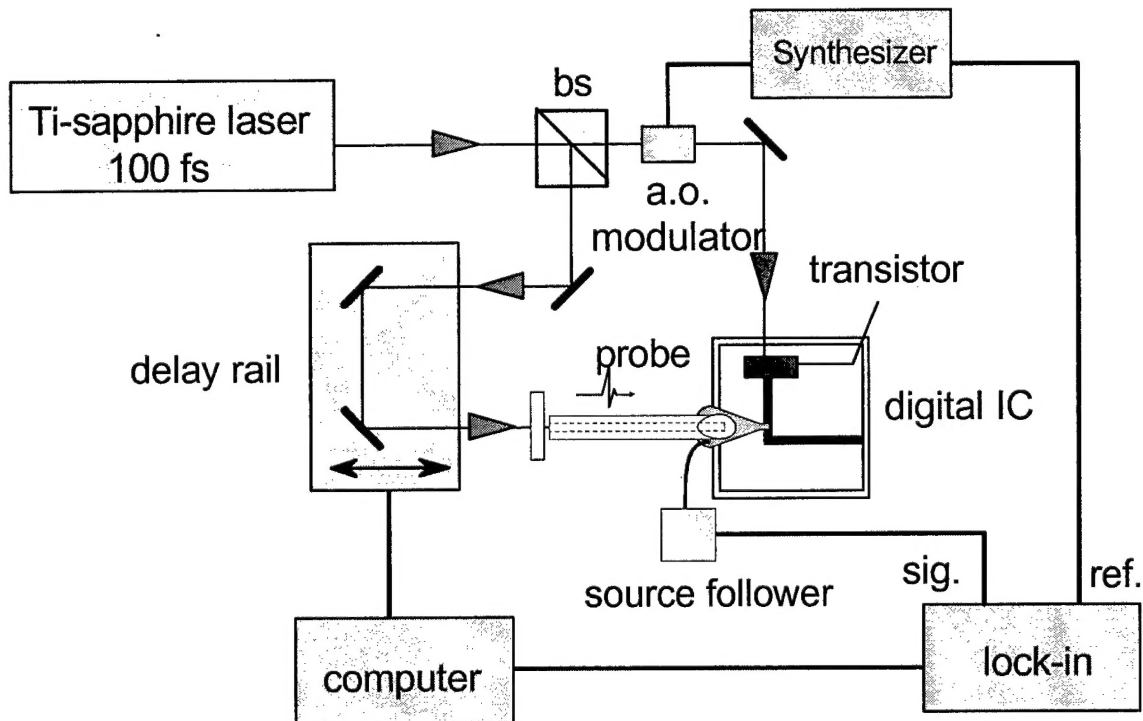 Synthesizer
bs
Ti-sapphire laser
100 fs
a.o.
modulator
transistor
probe
delay rail
digital IC
source follower
sig.
ref.
computer
lock-in